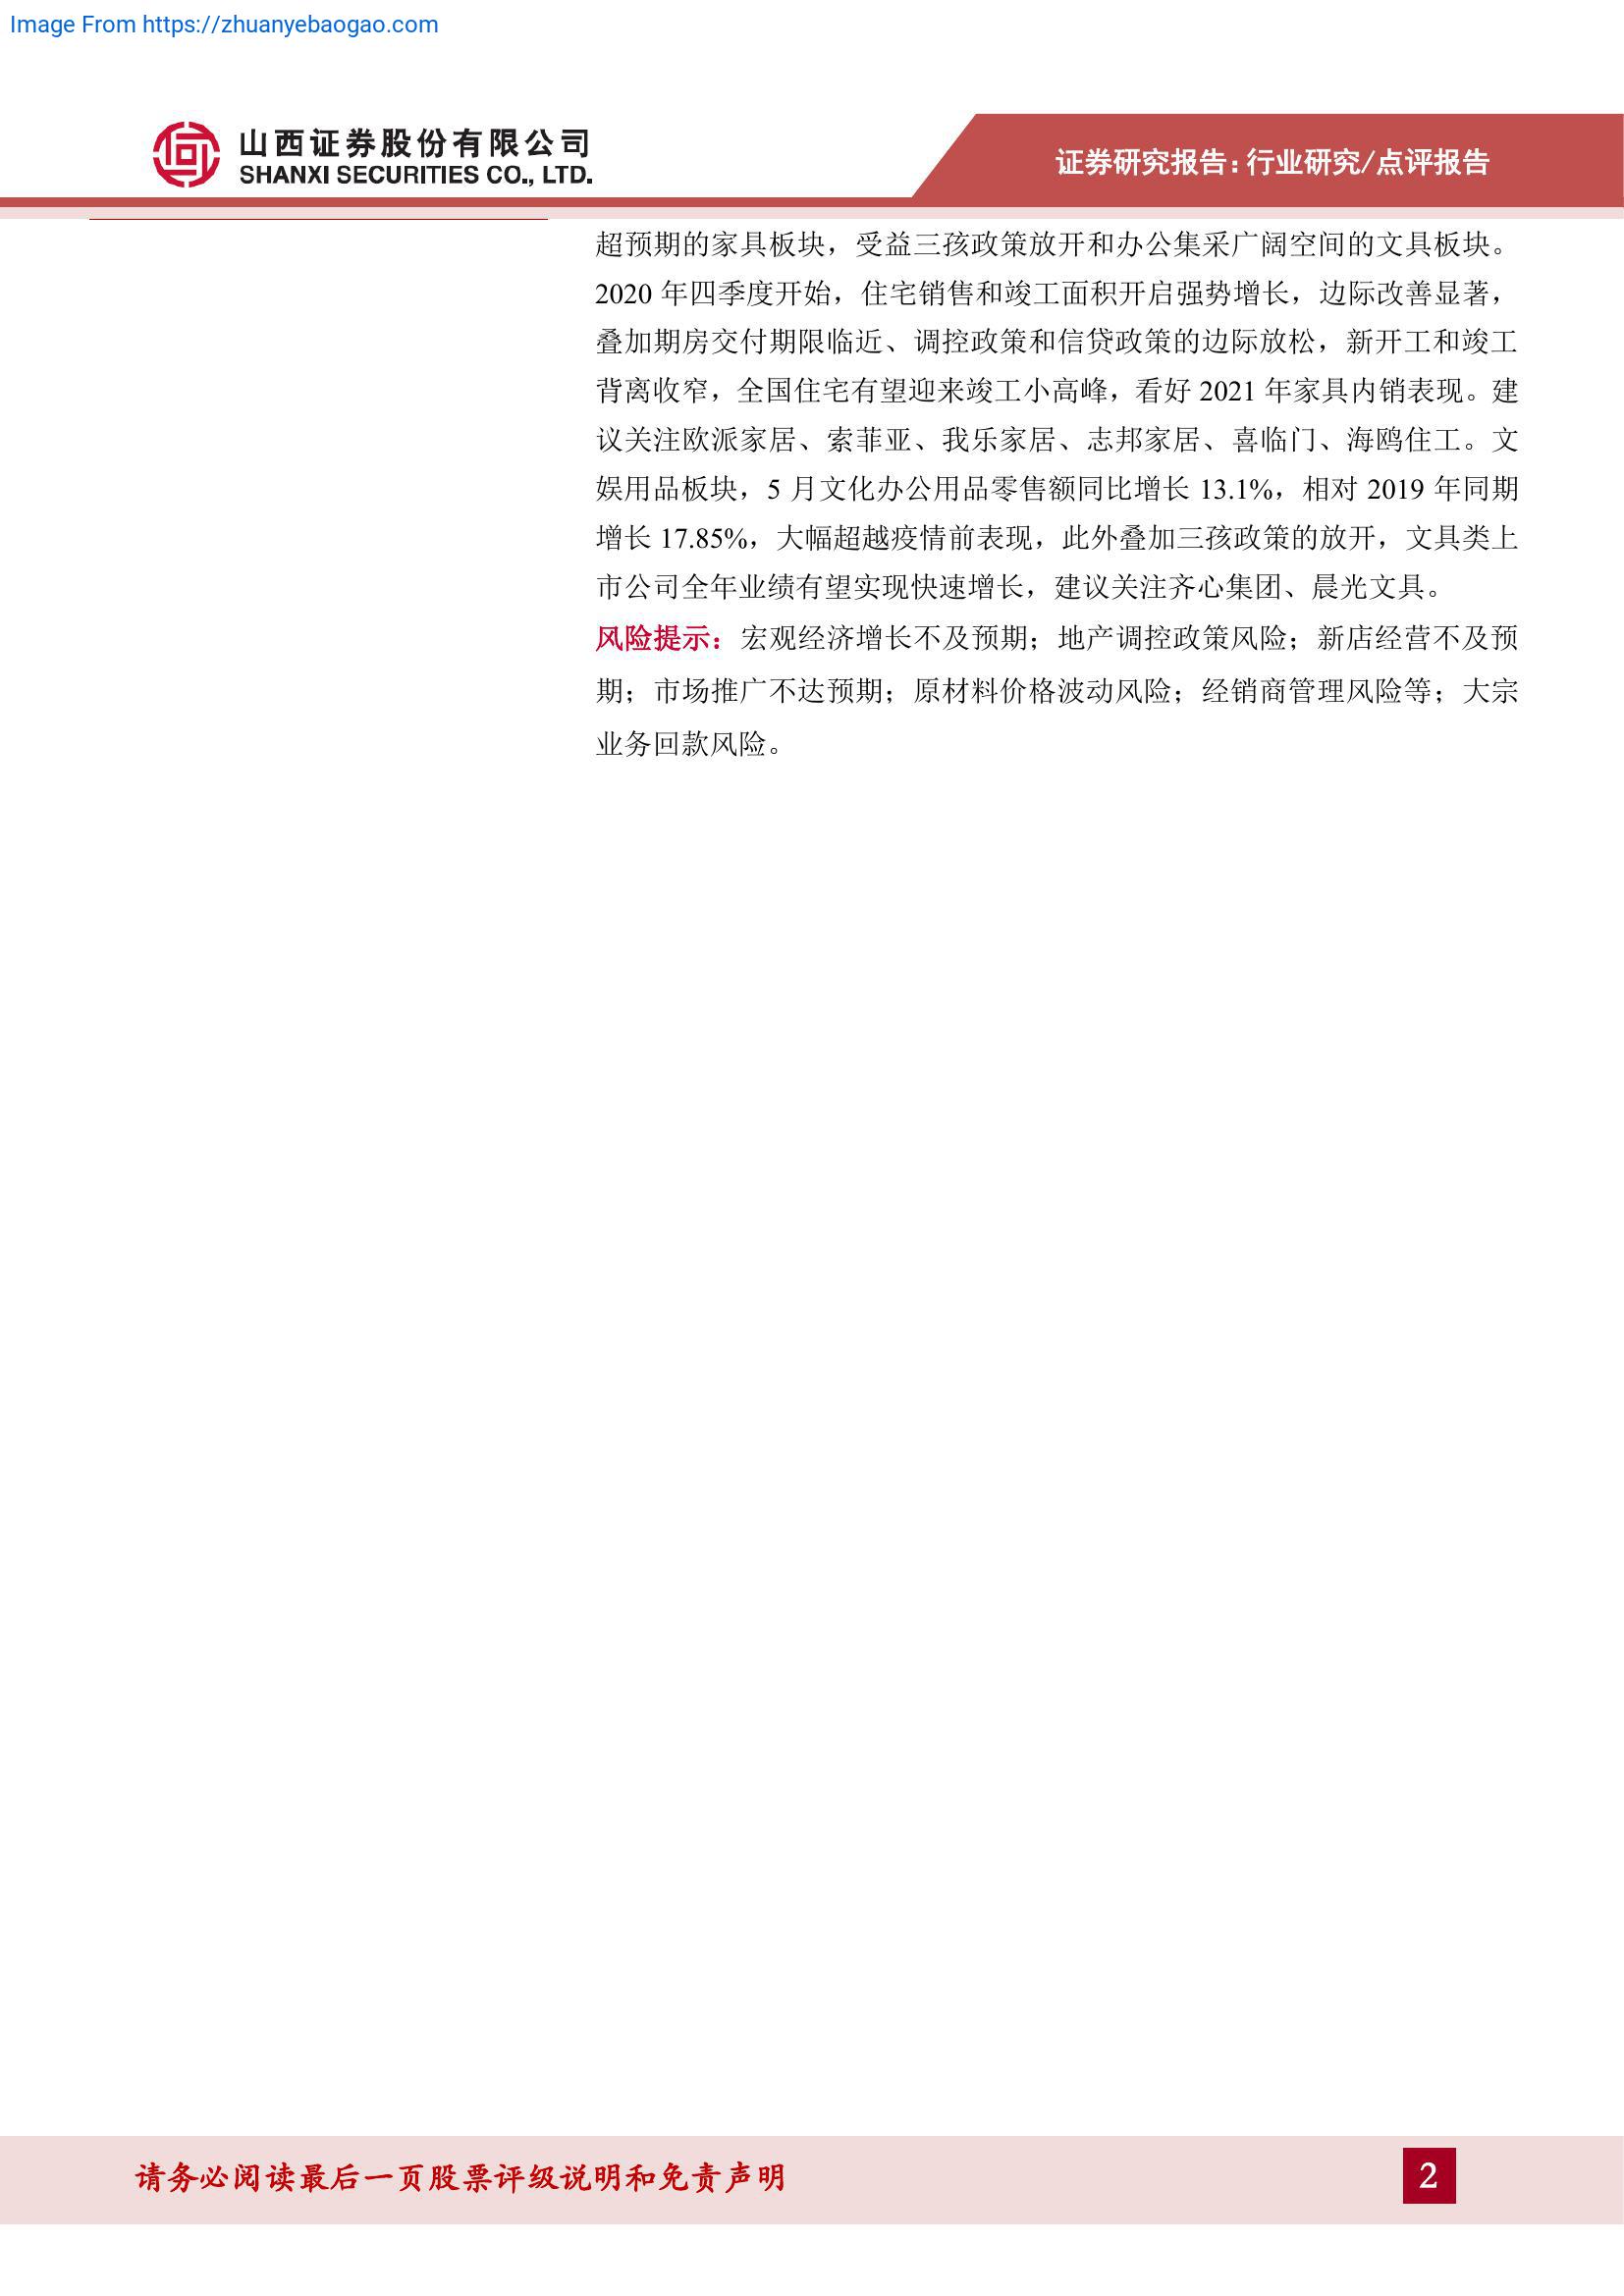 Image From https://zhuanyebaogao.com
山西证券股份有限公司
SHANXI SECURITIES CO., LTD.
证券研究报告：行业研究/点评报告
超预期的家具板块，受益三孩政策放开和办公集采广阔空间的文具板块。
2020 年四季度开始，住宅销售和竣工面积开启强势增长，边际改善显著，
叠加期房交付期限临近、调控政策和信贷政策的边际放松，新开工和竣工
背离收窄，全国住宅有望迎来竣工小高峰，看好 2021 年家具内销表现。建
议关注欧派家居、索菲亚、我乐家居、志邦家居、喜临门、海鸥住工。文
娱用品板块，5 月文化办公用品零售额同比增长 13.1%，相对 2019 年同期
增长 17.85%，大幅超越疫情前表现，此外叠加三孩政策的放开，文具类上
市公司全年业绩有望实现快速增长，建议关注齐心集团、晨光文具。
风险提示：宏观经济增长不及预期；地产调控政策风险；新店经营不及预
期；市场推广不达预期；原材料价格波动风险；经销商管理风险等；大宗
业务回款风险。
请务必阅读最后一页股票评级说明和免责声明
2